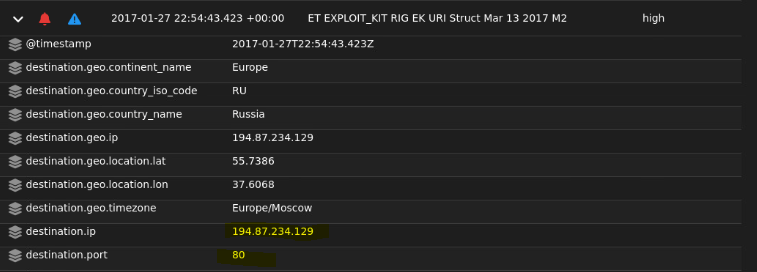 2017-01-27 22:54:43.423 +00:00 ET EXPLOIT_KIT RIG EK URI Struct Mar 13 2017 M2 high
@timestamp 2017-01-27T22:54:43.423Z
destination.geo.continent_name Europe
destination.geo.country_iso_code RU
destination.geo.country_name Russia
destination.geo.ip 194.87.234.129
destination.geo.location.lat 55.7386
destination.geo.location.lon 37.6068
destination.geo.timezone Europe/Moscow
destination.ip 194.87.234.129
destination.port 80